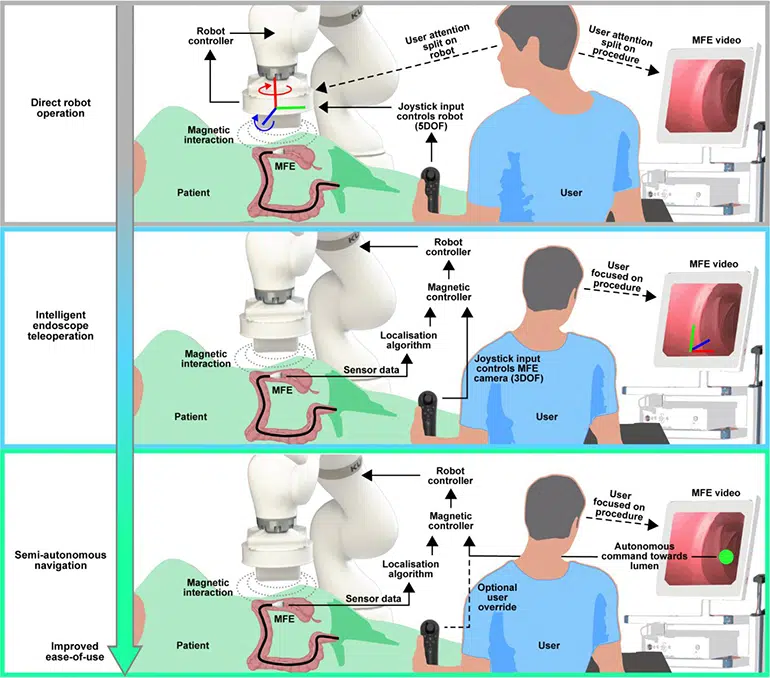 Direct robot
operation
Robot
controller
KU
Magnetic
interaction
MFE
Patient
User attention
split on
robot
User attention
split on
procedure
MFE video
Joystick input
controls robot
(5DOF)
User
Intelligent
endoscope
teleoperation
KU
Robot
controller
Magnetic
controller
Localisation
algorithm
Magnetic
interaction
MFE
Sensor data
Patient
Joystick input
controls MFE
camera (3DOF)
User
User
focused on
procedure
MFE video
Semi-autonomous
navigation
Improved
ease-of-use
KU
Robot
controller
Magnetic
controller
Localisation
algorithm
Magnetic
interaction
MFE
Sensor data
Patient
Optional
user
override
User
User
focused on
procedure
MFE video
Autonomous
command towards
lumen